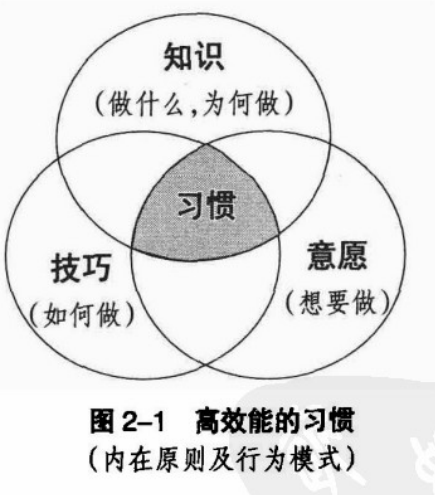 知识
（做什么，为何做）
习惯
技巧
（如何做）
意愿
（想要做）
图 2-1 高效能的习惯
（内在原则及行为模式）